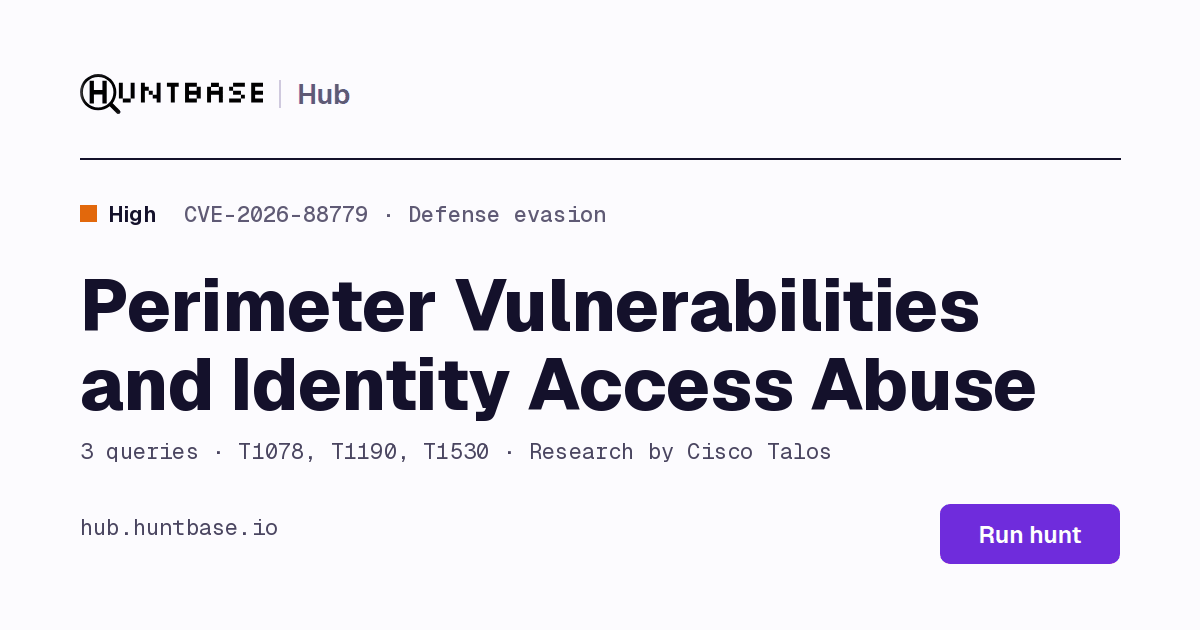 HUNTBASE Hub
High CVE-2026-88779 · Defense evasion
Perimeter Vulnerabilities
and Identity Access Abuse
3 queries · T1078, T1190, T1530 · Research by Cisco Talos
hub.huntbase.io
Run hunt